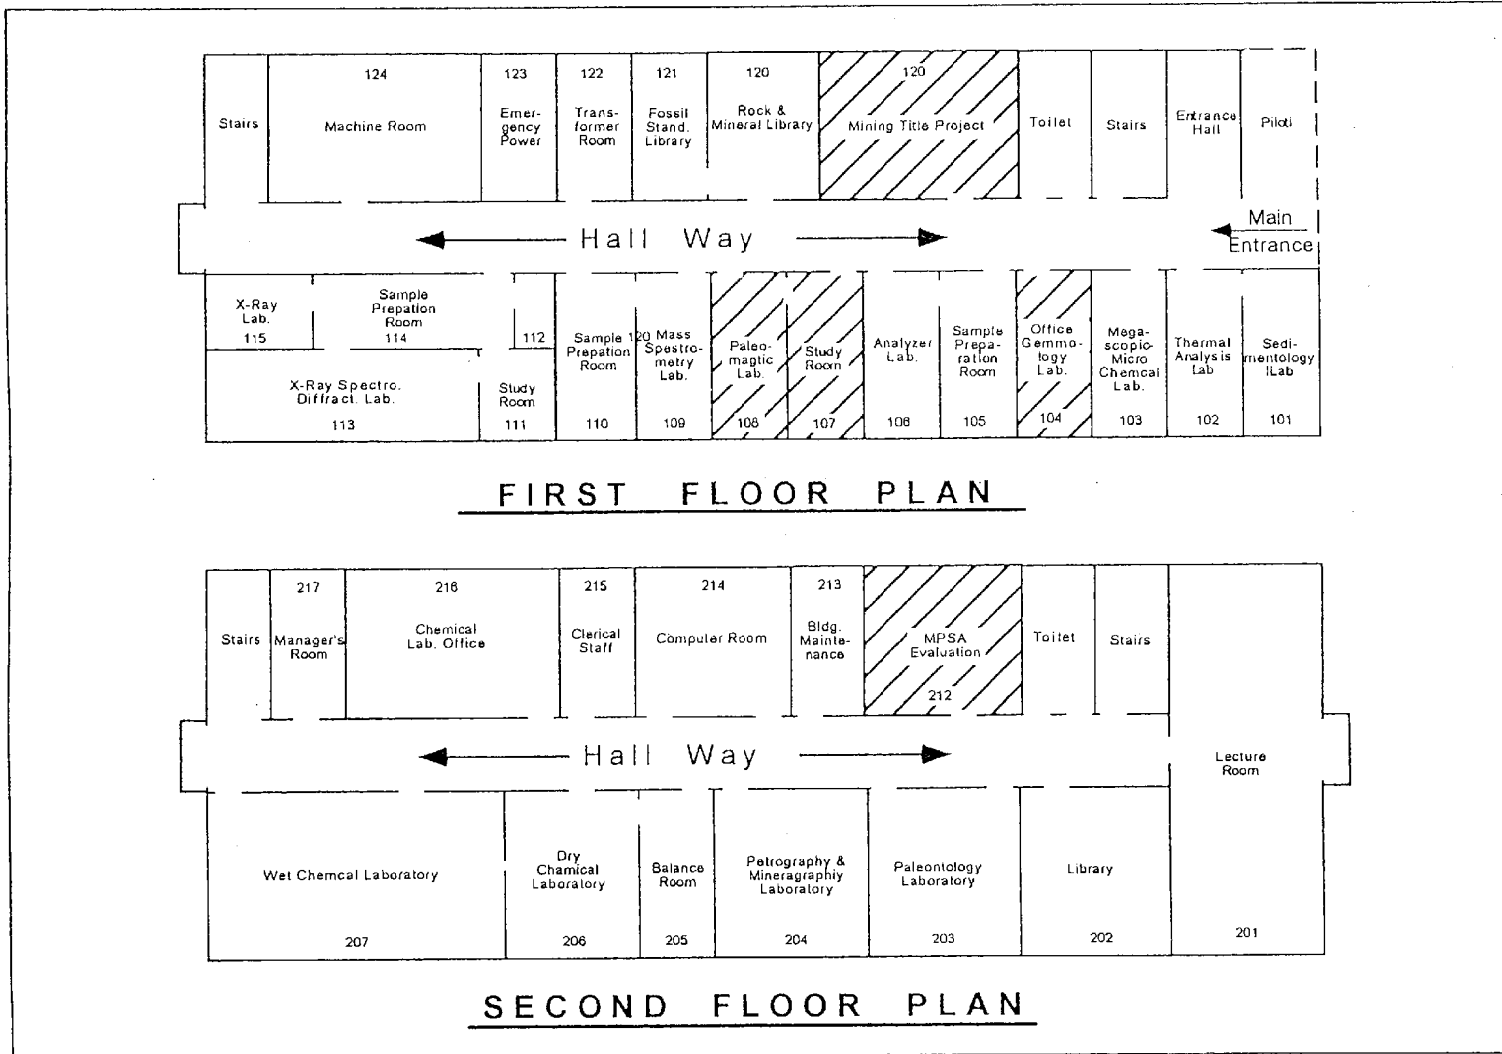 124
123
122
121
120
120
Stairs
Machine Room
Emer-
gency
Power
Trans-
former
Room
Fossil
Stand.
Library
Rock &
Mineral Library
Mining Title Project
Toilet
Stairs
Entrance
Hall
Piloti
Hall Way
Main
Entrance
X-Ray
Lab.
115
Sample
Prepation
Room
114
112
X-Ray Spectro.
Diffract. Lab.
113
Study
Room
111
Sample
Prepation
Room
110
120
Mass
Spestro-
metry
Lab.
109
Paleo-
magtic
Lab.
108
Study
Room
107
Analyzer
Lab.
106
Sample
Prepa-
ration
Room
105
Office
Gemmo-
logy
Lab.
104
Mega-
scopic-
Micro
Chemcal
Lab.
103
Thermal
Analysis
Lab
102
Sedi-
mentology
lLab
101
FIRST FLOOR PLAN
217
216
215
214
213
Stairs
Manager's
Room
Chemical
Lab. Office
Clerical
Staff
Computer Room
Bldg.
Mainte-
nance
MPSA
Evaluation
212
Toitet
Stairs
Hall Way
Lecture
Room
201
Wet Chemcal Laboratory
207
Dry
Chamical
Laboratory
206
Balance
Room
205
Petrography &
Mineragraphiy
Laboratory
204
Paleontology
Laboratory
203
Library
202
SECOND FLOOR PLAN